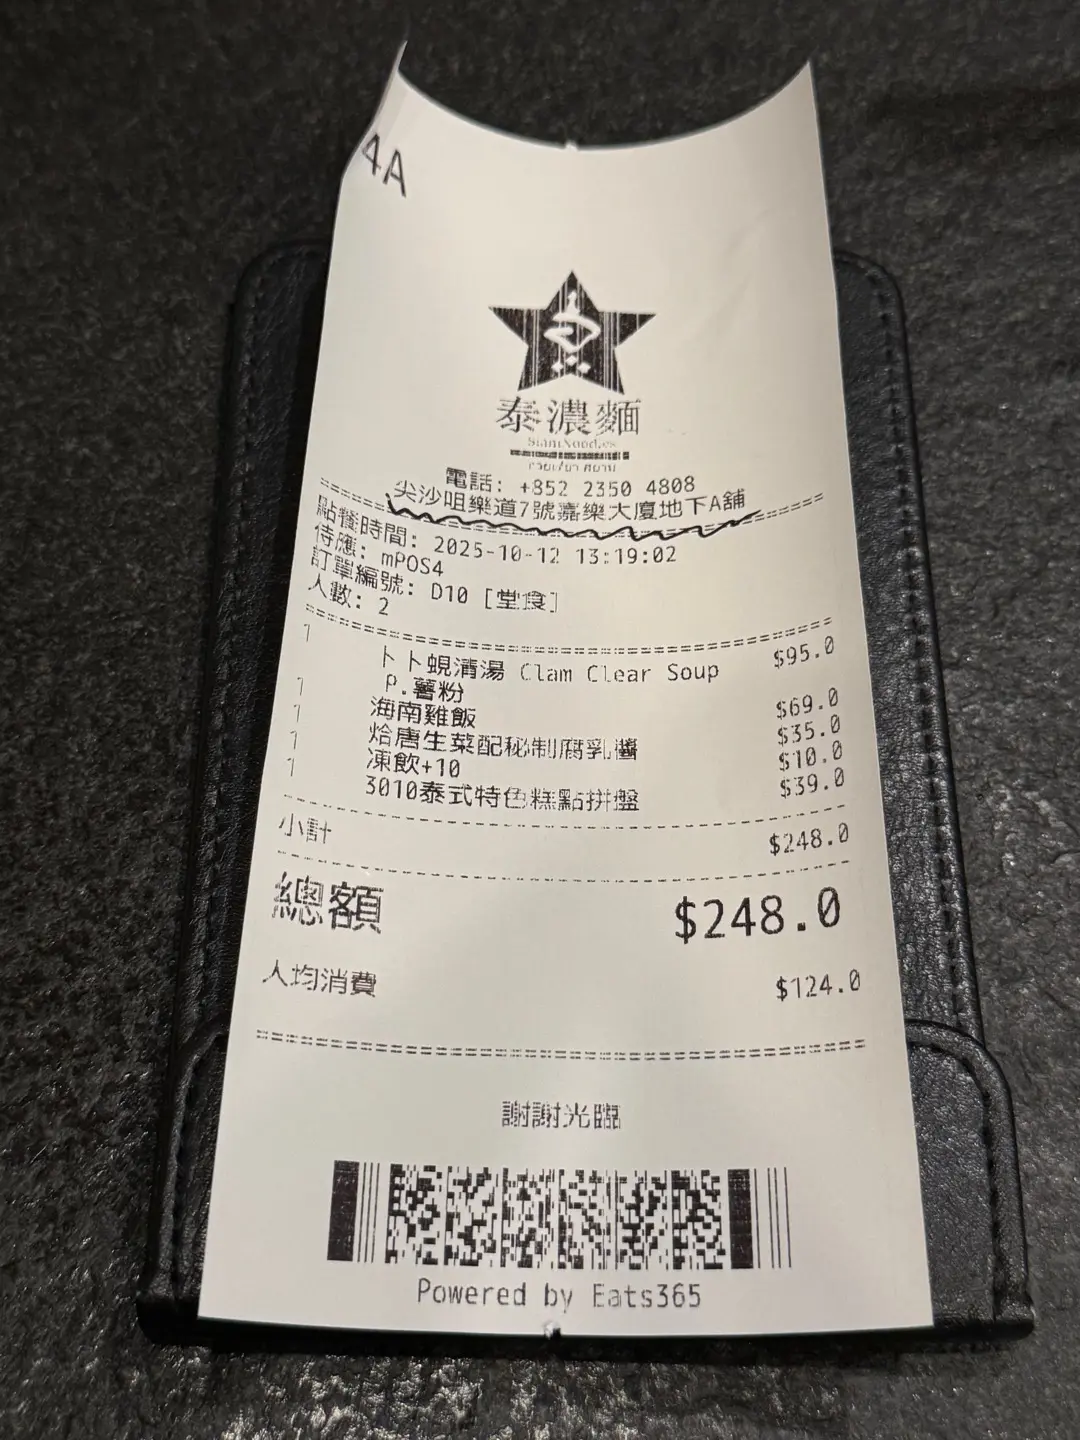 4A
泰濃麵
SiamNoodles
電話: +852 2350 4808
尖沙咀樂道7號嘉樂大廈地下A舖
點餐時間: 2025-10-12 13:19:02
侍應: mPOS4
訂單編號: D10 [堂食]
人數: 2
1 卜卜蜆清湯 Clam Clear Soup $95.0
P.薯粉
1 海南雞飯 $69.0
1 焓唐生菜配秘制腐乳醬 $35.0
1 凍飲+10 $10.0
1 3010泰式特色糕點拼盤 $39.0
小計 $248.0
總額 $248.0
人均消費 $124.0
謝謝光臨
Powered by Eats365